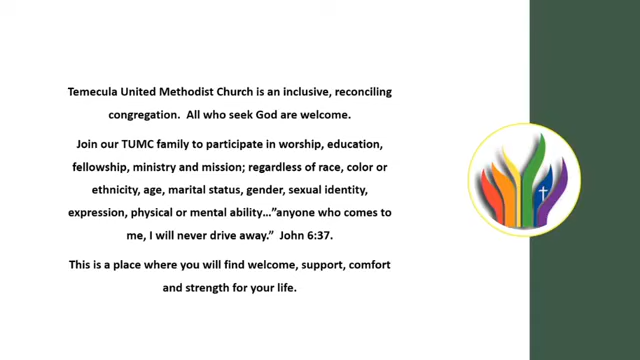 Temecula United Methodist Church is an inclusive, reconciling
congregation.  All who seek God are welcome.
Join our TUMC family to participate in worship, education,
fellowship, ministry and mission; regardless of race, color or
ethnicity, age, marital status, gender, sexual identity,
expression, physical or mental ability…”anyone who comes to
me, I will never drive away.”  John 6:37.
This is a place where you will find welcome, support, comfort
and strength for your life.